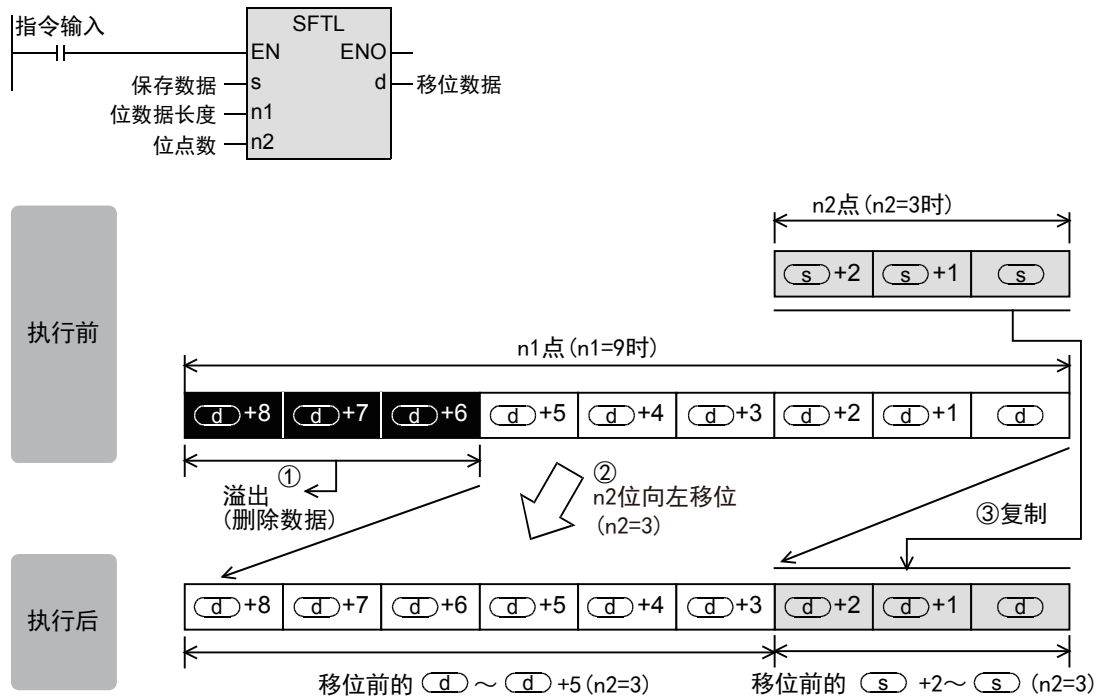 指令输入
SFTL
EN ENO
保存数据 s d 移位数据
位数据长度 n1
位点数 n2
n2点(n2=3时)
s +2 s +1 s
执行前
n1点(n1=9时)
d +8 d +7 d +6 d +5 d +4 d +3 d +2 d +1 d
① 溢出
(删除数据)
②
n2位向左移位
(n2=3)
③复制
执行后
d +8 d +7 d +6 d +5 d +4 d +3 d +2 d +1 d
移位前的 d ～ d +5(n2=3) 移位前的 s +2～ s (n2=3)